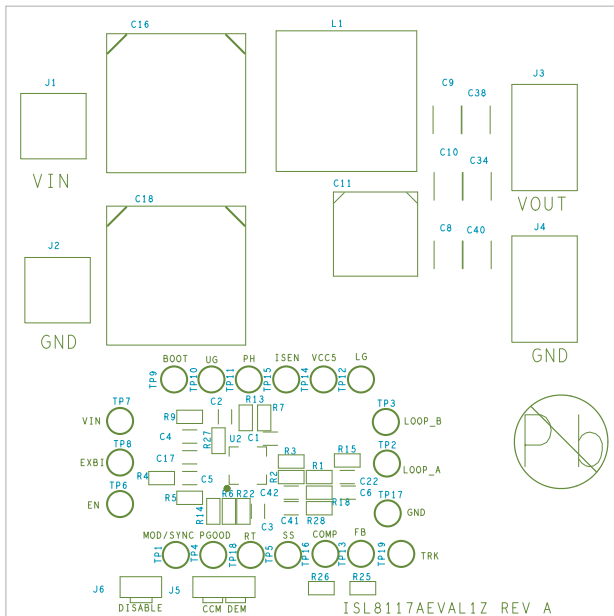 C16
L1
J1
C9
C38
J3
VIN
C10
C34
C18
C11
VOUT
J2
C8
C40
J4
GND
GND
BOOT
UG
PH
ISEN
VCC5
LG
TP9
TP10
TP11
TP15
TP14
TP12
TP7
C2
R13
R7
TP3
VIN
R9
LOOP_B
C4
R27
U2
C1
TP8
R3
R15
TP2
EXBI
C17
R4
C5
R2
R1
C22
LOOP_A
TP6
R5
R6
R22
C42
C6
TP17
EN
R14
C3
C41
R28
R18
GND
Pb
MOD/SYNC
PGOOD
RT
SS
COMP
FB
TP1
TP4
TP18
TP5
TP16
TP13
TP19
TRK
J6
J5
R26
R25
DISABLE
CCM
DEM
ISL8117AEVAL1Z REV A